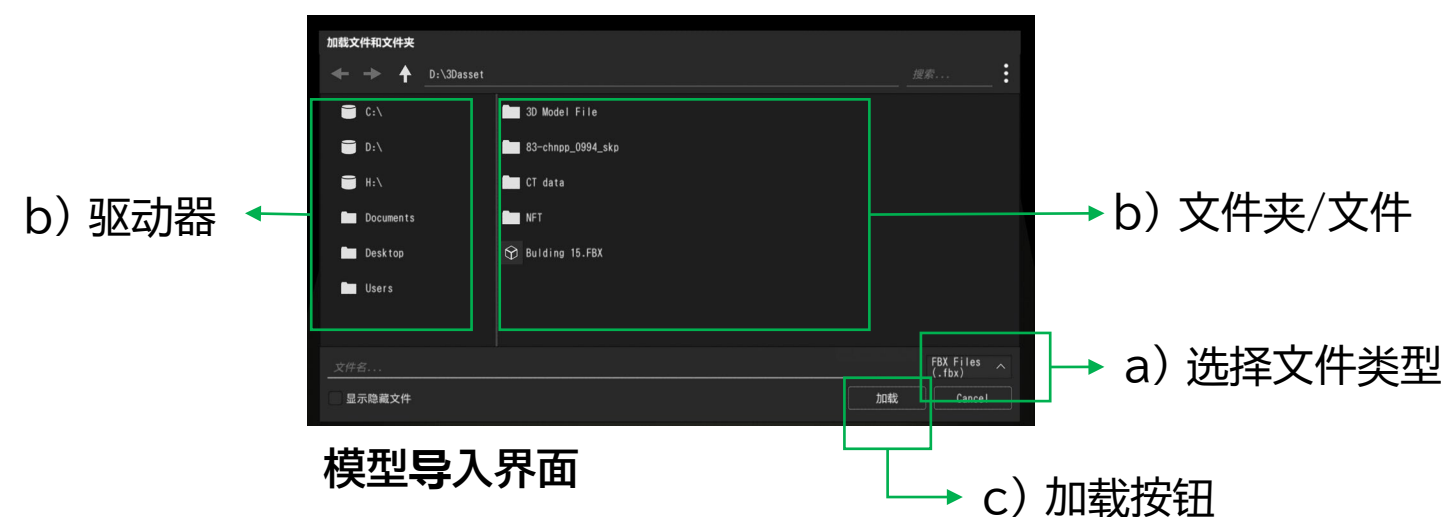 加载文件和文件夹
D:\3Dasset
搜索...
C:\
D:\
H:\
Documents
Desktop
Users
3D Model File
83-chnpp_0994_skp
CT data
NFT
Bulding 15.FBX
b）驱动器
b）文件夹/文件
文件名...
FBX Files
(.fbx)
a）选择文件类型
显示隐藏文件
加载
Cancel
模型导入界面
c）加载按钮